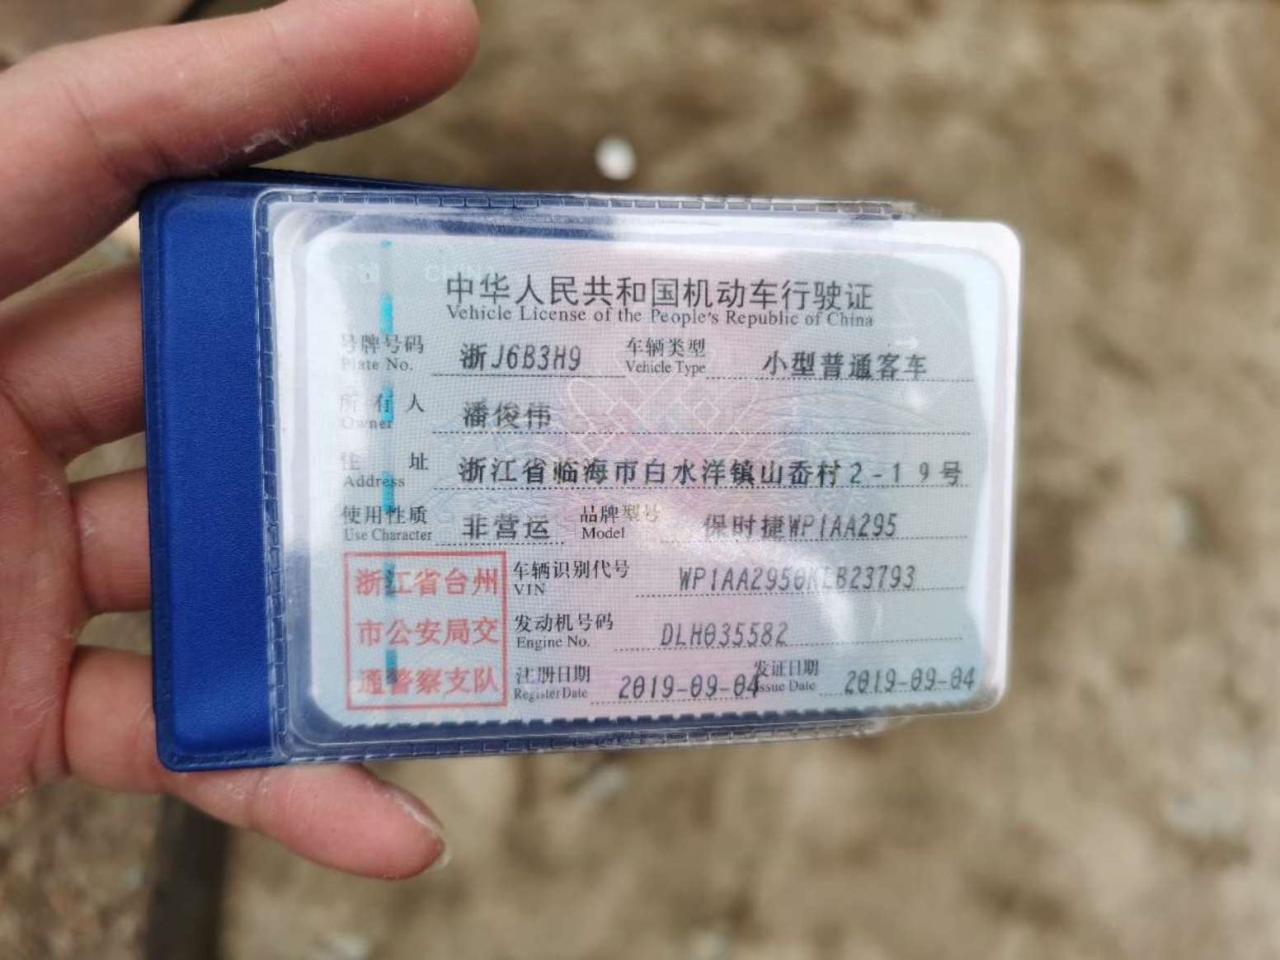 中华人民共和国机动车行驶证
Vehicle License of the People's Republic of China
号牌号码 浙J6B3H9 车辆类型 小型普通客车
Plate No. Vehicle Type
所有人 潘俊伟
Owner
住址 浙江省临海市白水洋镇山岙村2-19号
Address
使用性质 非营运 品牌型号 保时捷WP1AA295
Use Character Model
浙江省台州 车辆识别代号 WP1AA2950KLB23793
VIN
市公安局交 发动机号码 DLH035582
Engine No.
通警察支队 注册日期 2019-09-04 发证日期 2019-09-04
Register Date Issue Date